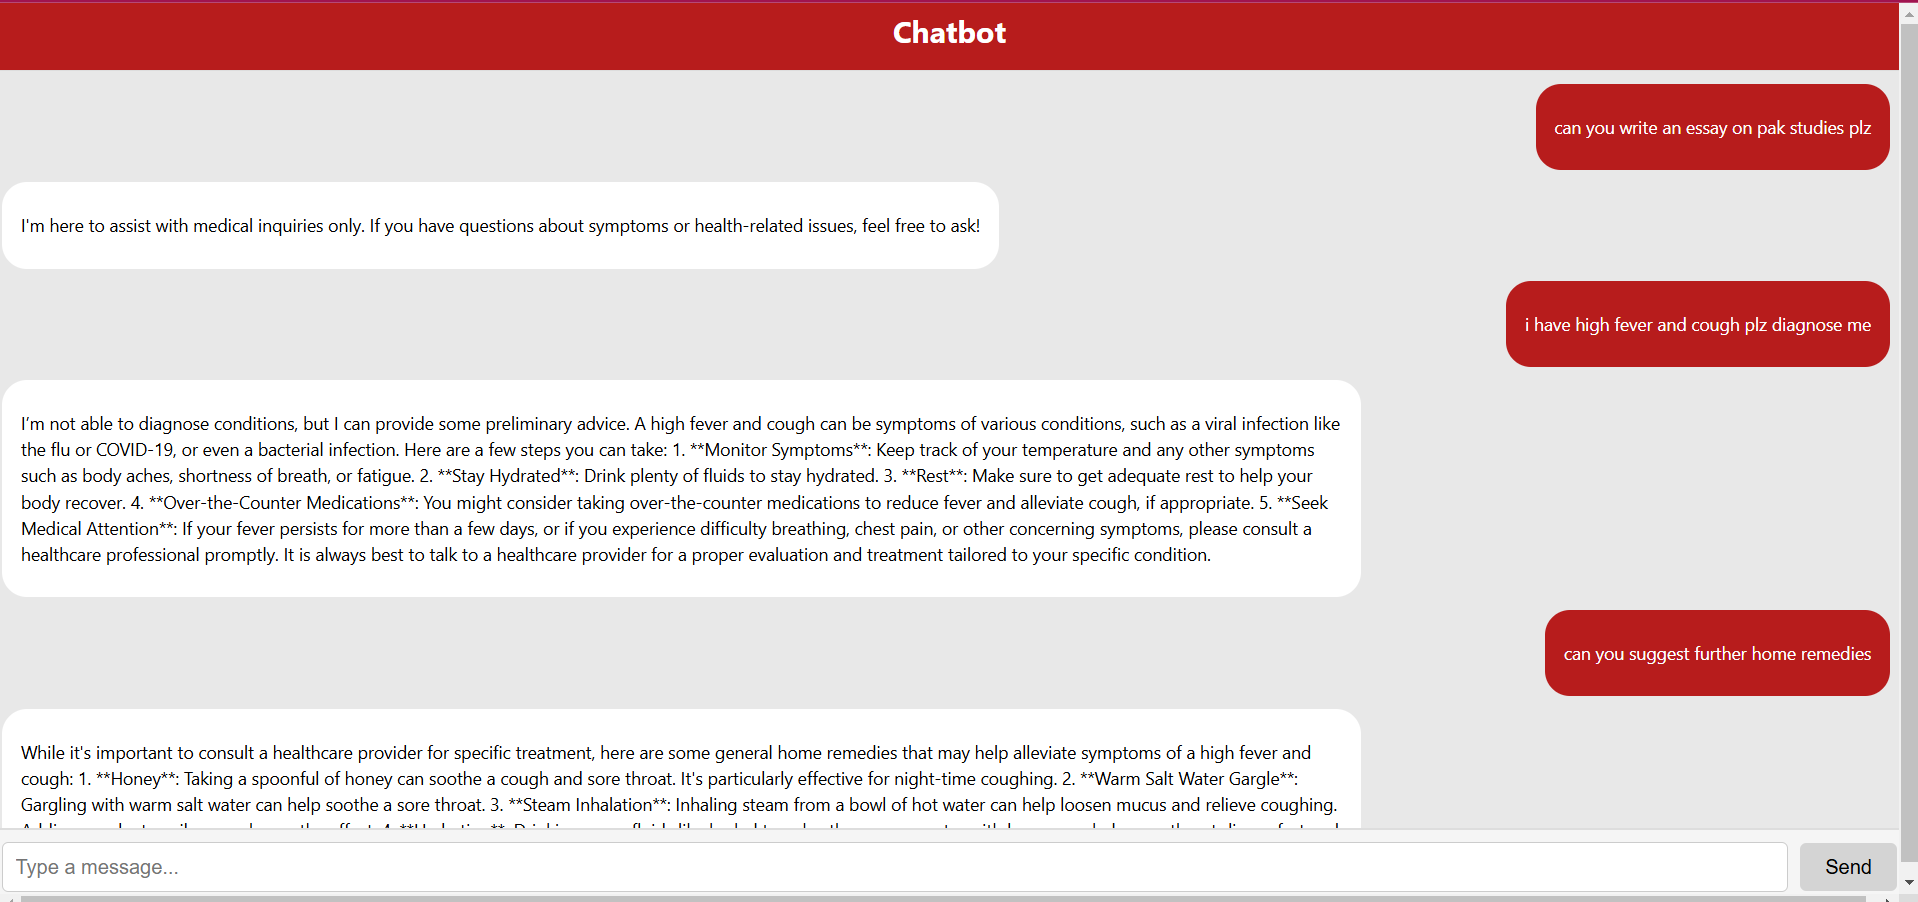 Chatbot
can you write an essay on pak studies plz
I'm here to assist with medical inquiries only. If you have questions about symptoms or health-related issues, feel free to ask!
i have high fever and cough plz diagnose me
I'm not able to diagnose conditions, but I can provide some preliminary advice. A high fever and cough can be symptoms of various conditions, such as a viral infection like
the flu or COVID-19, or even a bacterial infection. Here are a few steps you can take: 1. **Monitor Symptoms**: Keep track of your temperature and any other symptoms
such as body aches, shortness of breath, or fatigue. 2. **Stay Hydrated**: Drink plenty of fluids to stay hydrated. 3. **Rest**: Make sure to get adequate rest to help your
body recover. 4. **Over-the-Counter Medications**: You might consider taking over-the-counter medications to reduce fever and alleviate cough, if appropriate. 5. **Seek
Medical Attention**: If your fever persists for more than a few days, or if you experience difficulty breathing, chest pain, or other concerning symptoms, please consult a
healthcare professional promptly. It is always best to talk to a healthcare provider for a proper evaluation and treatment tailored to your specific condition.
can you suggest further home remedies
While it's important to consult a healthcare provider for specific treatment, here are some general home remedies that may help alleviate symptoms of a high fever and
cough: 1. **Honey**: Taking a spoonful of honey can soothe a cough and sore throat. It's particularly effective for night-time coughing. 2. **Warm Salt Water Gargle**:
Gargling with warm salt water can help soothe a sore throat. 3. **Steam Inhalation**: Inhaling steam from a bowl of hot water can help loosen mucus and relieve coughing.
Type a message...
Send